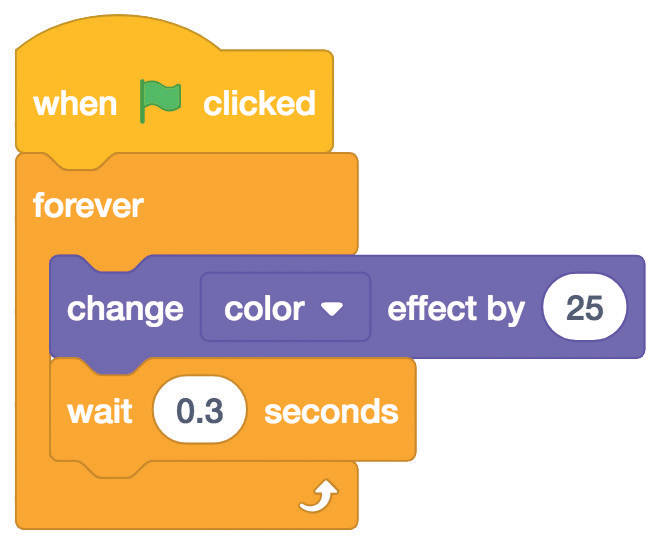 when clicked
forever
change color effect by 25
wait 0.3 seconds